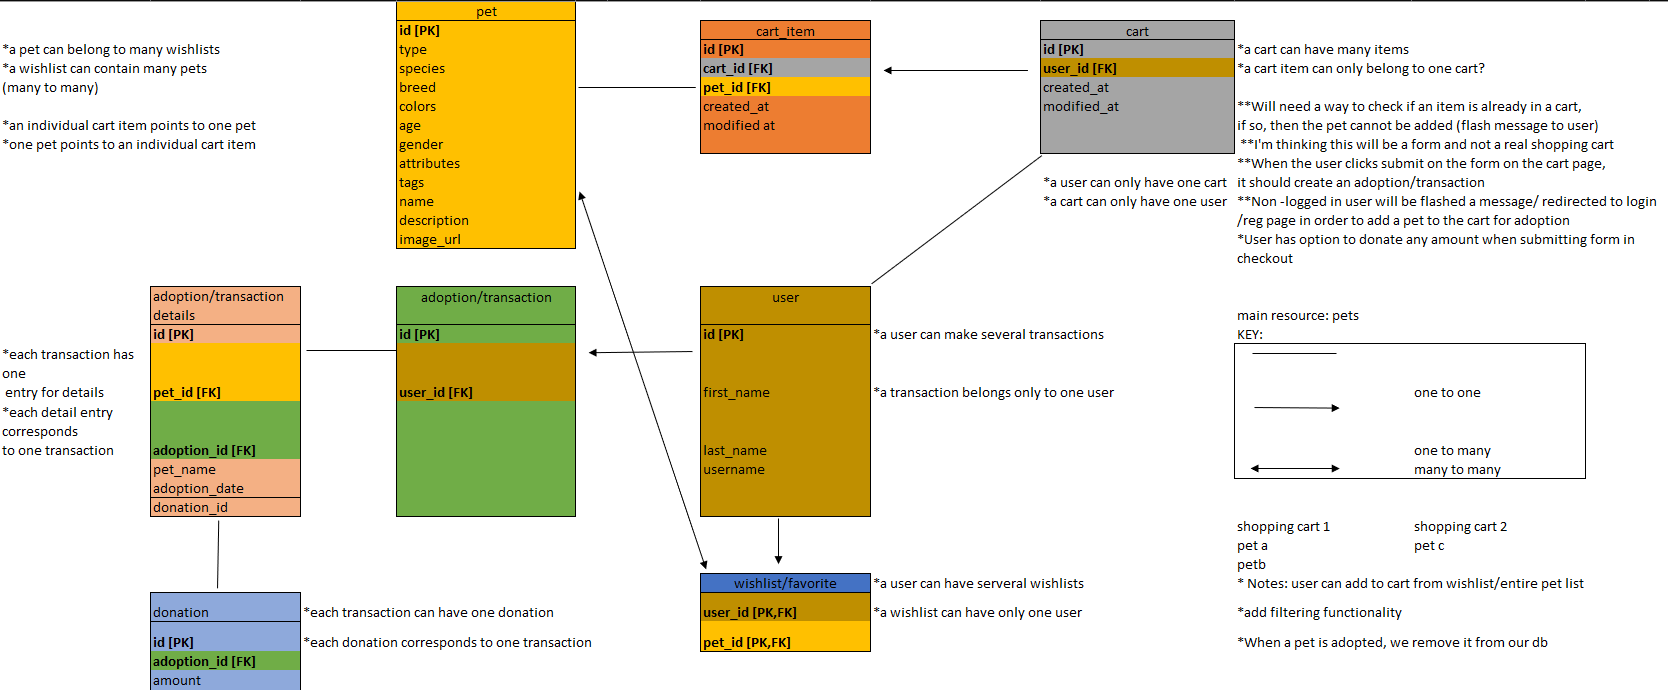 *a pet can belong to many wishlists
*a wishlist can contain many pets
(many to many)
*an individual cart item points to one pet
*one pet points to an individual cart item
pet
id [PK]
type
species
breed
colors
age
gender
attributes
tags
name
description
image_url
cart_item
id [PK]
cart_id [FK]
pet_id [FK]
created_at
modified at
cart
id [PK]
user_id [FK]
created_at
modified_at
*a user can only have one cart
*a cart can only have one user
*a cart can have many items
*a cart item can only belong to one cart?
**Will need a way to check if an item is already in a cart,
if so, then the pet cannot be added (flash message to user)
**I'm thinking this will be a form and not a real shopping cart
**When the user clicks submit on the form on the cart page,
it should create an adoption/transaction
**Non -logged in user will be flashed a message/ redirected to login
/reg page in order to add a pet to the cart for adoption
*User has option to donate any amount when submitting form in
checkout
*each transaction has
one
entry for details
*each detail entry
corresponds
to one transaction
adoption/transaction
details
id [PK]
pet_id [FK]
adoption_id [FK]
pet_name
adoption_date
donation_id
adoption/transaction
id [PK]
user_id [FK]
user
id [PK]
first_name
last_name
username
*a user can make several transactions
*a transaction belongs only to one user
main resource: pets
KEY:
one to one
one to many
many to many
donation
id [PK]
adoption_id [FK]
amount
*each transaction can have one donation
*each donation corresponds to one transaction
wishlist/favorite
user_id [PK,FK]
pet_id [PK,FK]
*a user can have serveral wishlists
*a wishlist can have only one user
shopping cart 1
pet a
petb
shopping cart 2
pet c
* Notes: user can add to cart from wishlist/entire pet list
*add filtering functionality
*When a pet is adopted, we remove it from our db